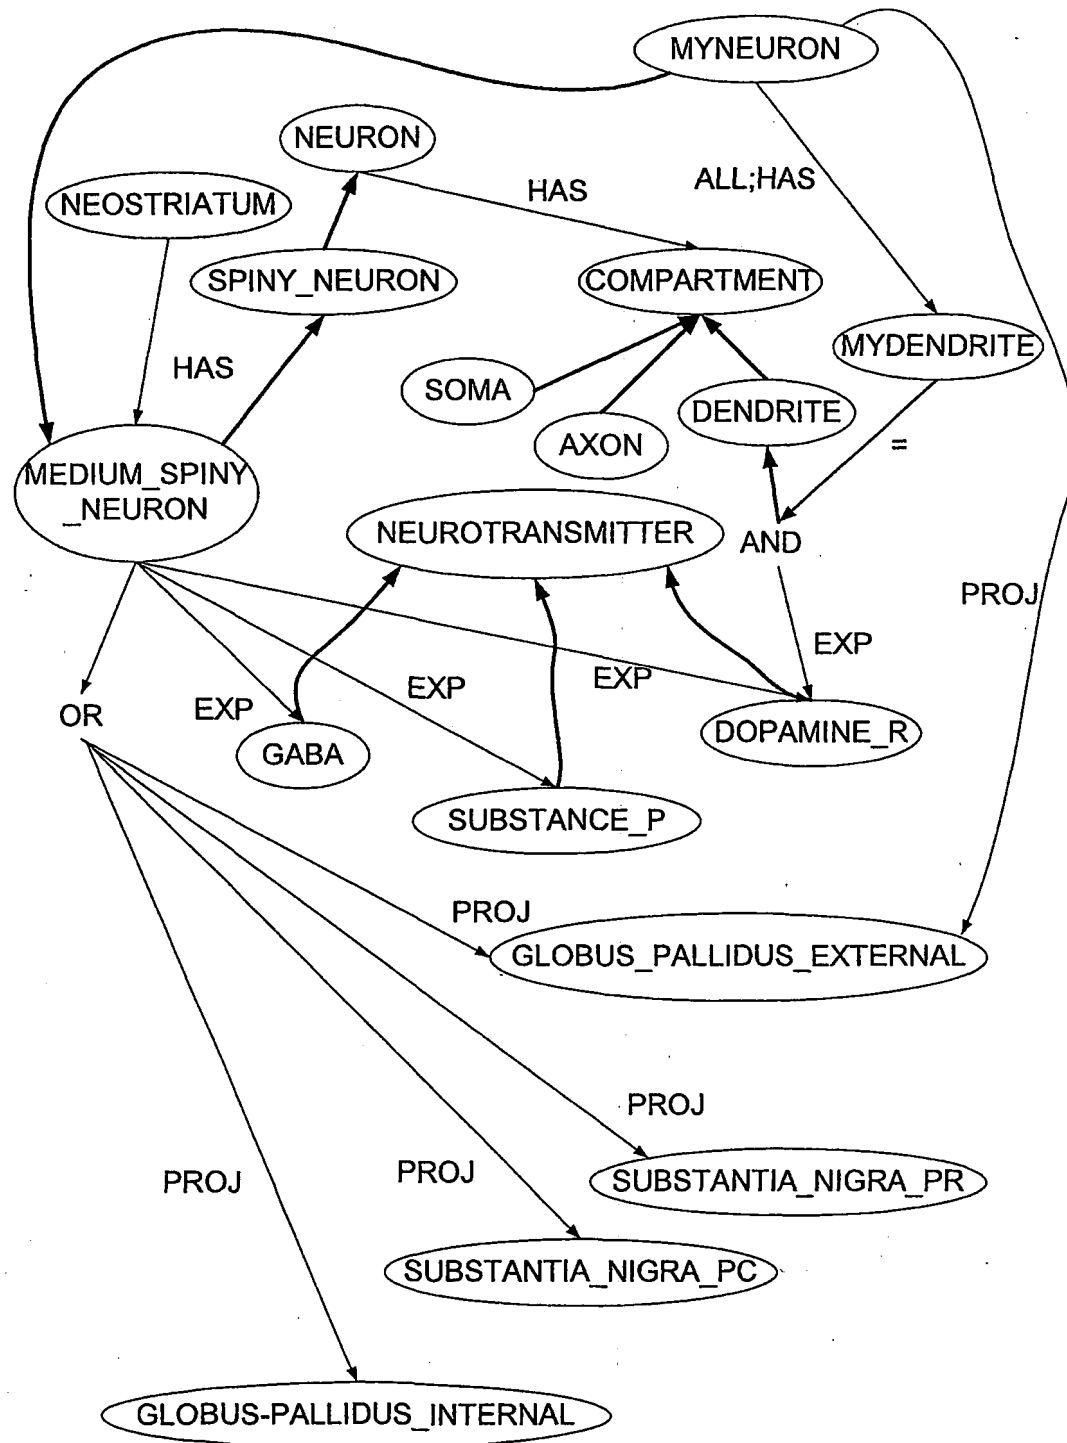 MYNEURON
NEURON
HAS
ALL;HAS
NEOSTRIATUM
SPINY_NEURON
COMPARTMENT
MYDENDRITE
HAS
SOMA
DENDRITE
AXON
=
MEDIUM_SPINY
_NEURON
NEUROTRANSMITTER
AND
PROJ
EXP
EXP
EXP
EXP
OR
GABA
DOPAMINE_R
SUBSTANCE_P
PROJ
GLOBUS_PALLIDUS_EXTERNAL
PROJ
PROJ
PROJ
SUBSTANTIA_NIGRA_PR
SUBSTANTIA_NIGRA_PC
GLOBUS-PALLIDUS_INTERNAL